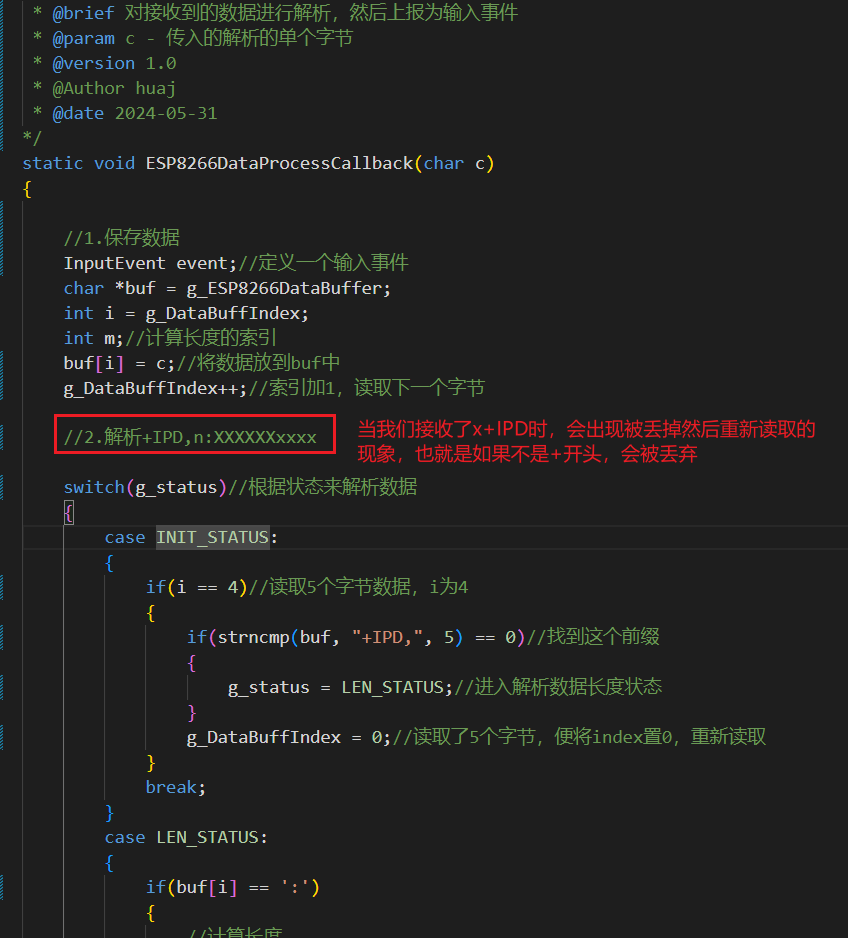 * @brief 对接收到的数据进行解析，然后上报为输入事件
* @param c - 传入的解析的单个字节
* @version 1.0
* @Author huaj
* @date 2024-05-31
*/
static void ESP8266DataProcessCallback(char c)
{
//1.保存数据
InputEvent event;//定义一个输入事件
char *buf = g_ESP8266DataBuffer;
int i = g_DataBuffIndex;
int m;//计算长度的索引
buf[i] = c;//将数据放到buf中
g_DataBuffIndex++;//索引加1，读取下一个字节
//2.解析+IPD,n:XXXXXXxxxx
当我们接收了x+IPD时，会出现被丢掉然后重新读取的
现象，也就是如果不是+开头，会被丢弃
switch(g_status)//根据状态来解析数据
{
case INIT_STATUS:
{
if(i == 4)//读取5个字节数据，i为4
{
if(strncmp(buf, "+IPD,", 5) == 0)//找到这个前缀
{
g_status = LEN_STATUS;//进入解析数据长度状态
}
g_DataBuffIndex = 0;//读取了5个字节，便将index置0，重新读取
}
break;
}
case LEN_STATUS:
{
if(buf[i] == ':')
{
//计算长度